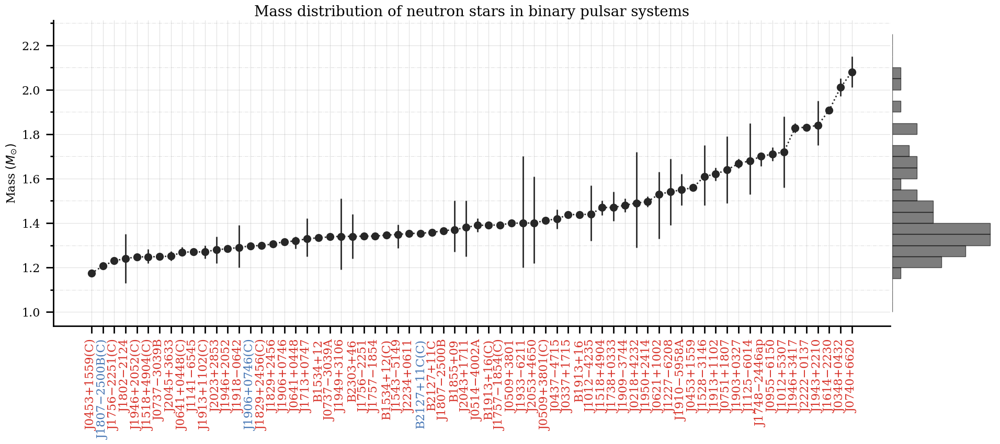 Mass distribution of neutron stars in binary pulsar systems
Mass (M⊙)
2.2
2.0
1.8
1.6
1.4
1.2
1.0
J0453+1559(C)
J1807−2500B(C)
J1756−2251(C)
J1802−2124
J1946+2052(C)
J1518+4904(C)
J0737−3039B
J2045+3633
J0641+0448(C)
J1141−6545
J1913+1102(C)
J2023+2853
J1946+2052
J1918−0642
J1906+0746(C)
J1829+2456(C)
J1829+2456
J1906+0746
J0641+0448
J1713+0747
B1534+12
J0737−3039A
J1949+3106
B2303+46
J1756−2251
J1757−1854
B1534+12(C)
J1543−5149
J2234+0611
B2127+11C(C)
B2127+11C
J1807−2500B
B1855+09
J2043+1711
J0514−4002A
B1913+16(C)
J1757−1854(C)
J0509+3801
J1933−6211
J2053+4650
J0509+3801(C)
J0437−4715
J0337+1715
B1913+16
J1012−4235
J1518+4904
J1738+0333
J1909−3744
J0218+4232
J1950+2414
J0621+1002
J1227−6208
J1910−5958A
J0453+1559
J1528−3146
J1913+1102
J0751+1807
J1903+0327
J1125−6014
J1748−2446ap
J0955−6150
J1012+5307
J1946+3417
J2222−0137
J1943+2210
J1614−2230
J0348+0432
J0740+6620